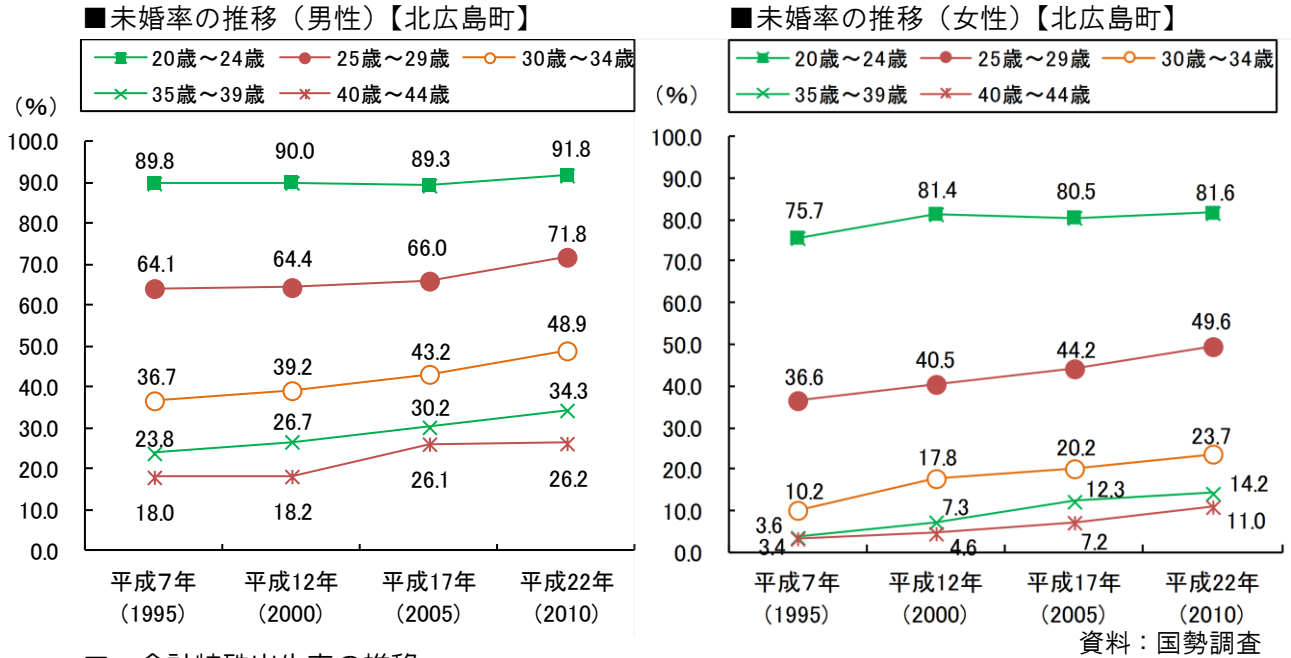 ■未婚率の推移（男性）【北広島町】
20歳～24歳 25歳～29歳 30歳～34歳
35歳～39歳 40歳～44歳
（%）
100.0
90.0
80.0
70.0
60.0
50.0
40.0
30.0
20.0
10.0
0.0
89.8 90.0 89.3 91.8
64.1 64.4 66.0 71.8
36.7 39.2 43.2 48.9
23.8 26.7 30.2 34.3
18.0 18.2 26.1 26.2
平成7年 平成12年 平成17年 平成22年
（1995） （2000） （2005） （2010）
■未婚率の推移（女性）【北広島町】
20歳～24歳 25歳～29歳 30歳～34歳
35歳～39歳 40歳～44歳
（%）
100.0
90.0
80.0
70.0
60.0
50.0
40.0
30.0
20.0
10.0
0.0
75.7 81.4 80.5 81.6
36.6 40.5 44.2 49.6
10.2 17.8 20.2 23.7
3.6 7.3 12.3 14.2
3.4 4.6 7.2 11.0
平成7年 平成12年 平成17年 平成22年
（1995） （2000） （2005） （2010）
資料：国勢調査